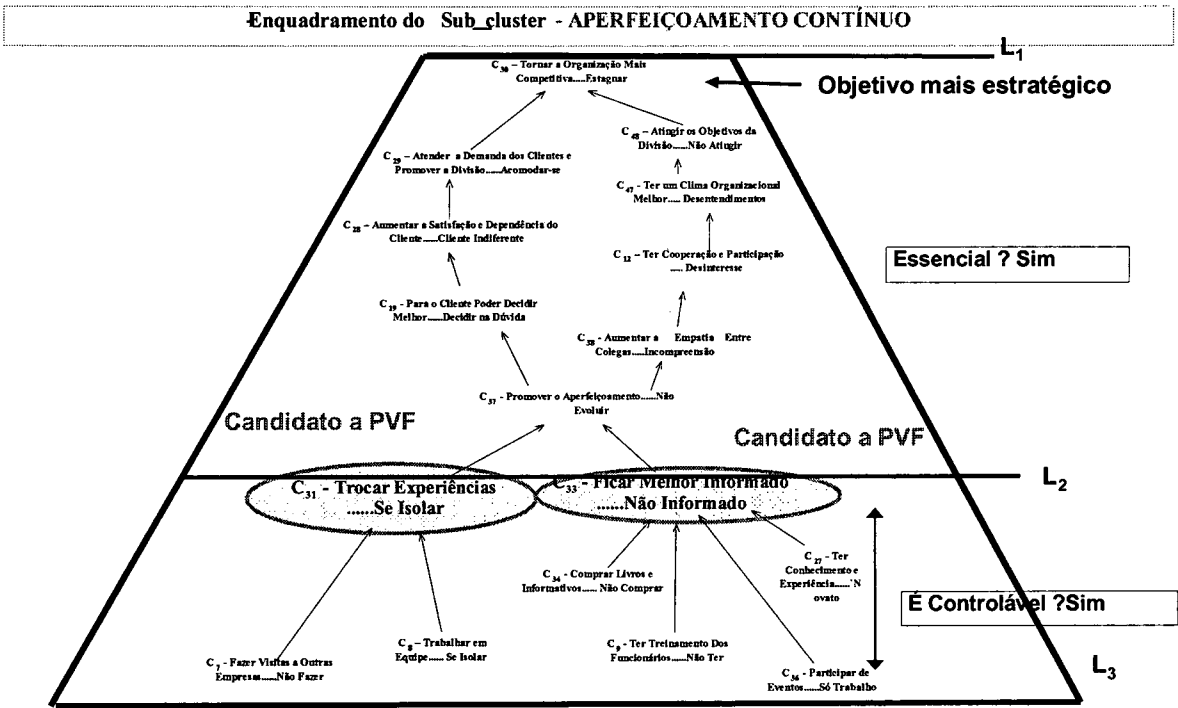 Enquadramento do Sub_cluster - APERFEIÇOAMENTO CONTÍNUO
L1
C30 – Tornar a Organização Mais
Competitiva.....Estagnar
Objetivo mais estratégico
C48 – Atingir os Objetivos da
Divisão......Não Atingir
C29 – Atender a Demanda dos Clientes e
Promover a Divisão.....Acomodar-se
C47 - Ter um Clima Organizacional
Melhor..... Desentendimentos
C28 – Aumentar a Satisfação e Dependência do
Cliente......Cliente Indiferente
C12 – Ter Cooperação e Participação
..... Desinteresse
Essencial ? Sim
C19 - Para o Cliente Poder Decidir
Melhor......Decidir na Dúvida
C38 - Aumentar a Empatia Entre
Colegas.....Incompreensão
C37 - Promover o Aperfeiçoamento......Não
Evoluir
Candidato a PVF
Candidato a PVF
L2
C31 - Trocar Experiências
......Se Isolar
C33 - Ficar Melhor Informado
......Não Informado
C34 – Comprar Livros e
Informativos...... Não Comprar
C27 – Ter
Conhecimento e
Experiência......`N
ovato
É Controlável ?Sim
C8 – Trabalhar em
Equipe...... Se Isolar
C9 - Ter Treinamento Dos
Funcionários......Não Ter
C7 - Fazer Visitas a Outras
Empresas......Não Fazer
C36 - Participar de
Eventos......Só Trabalho
L3